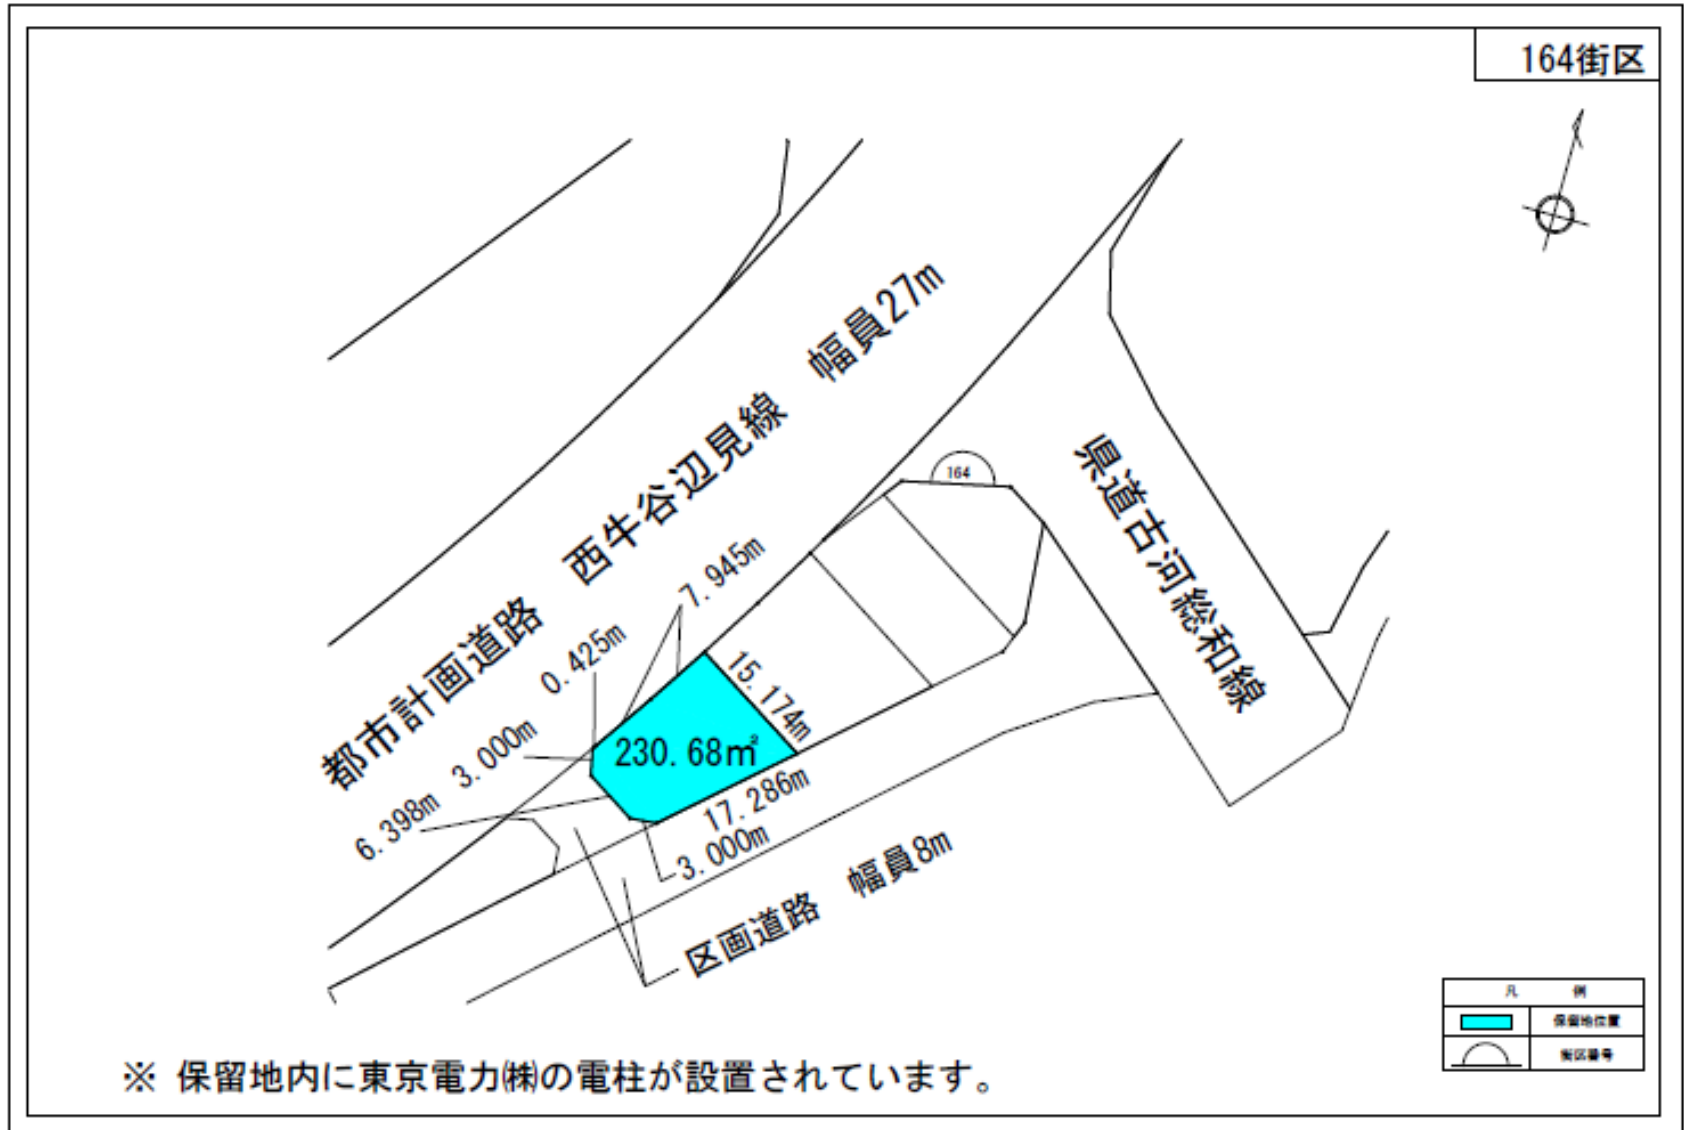 164街区
都市計画道路　西牛谷辺見線　幅員27m
県道古河総和線
164
7.945m
0.425m
15.174m
3.000m
230.68㎡
6.398m
17.286m
3.000m
区画道路　幅員8m
凡　例
保留地位置
街区番号
※ 保留地内に東京電力㈱の電柱が設置されています。